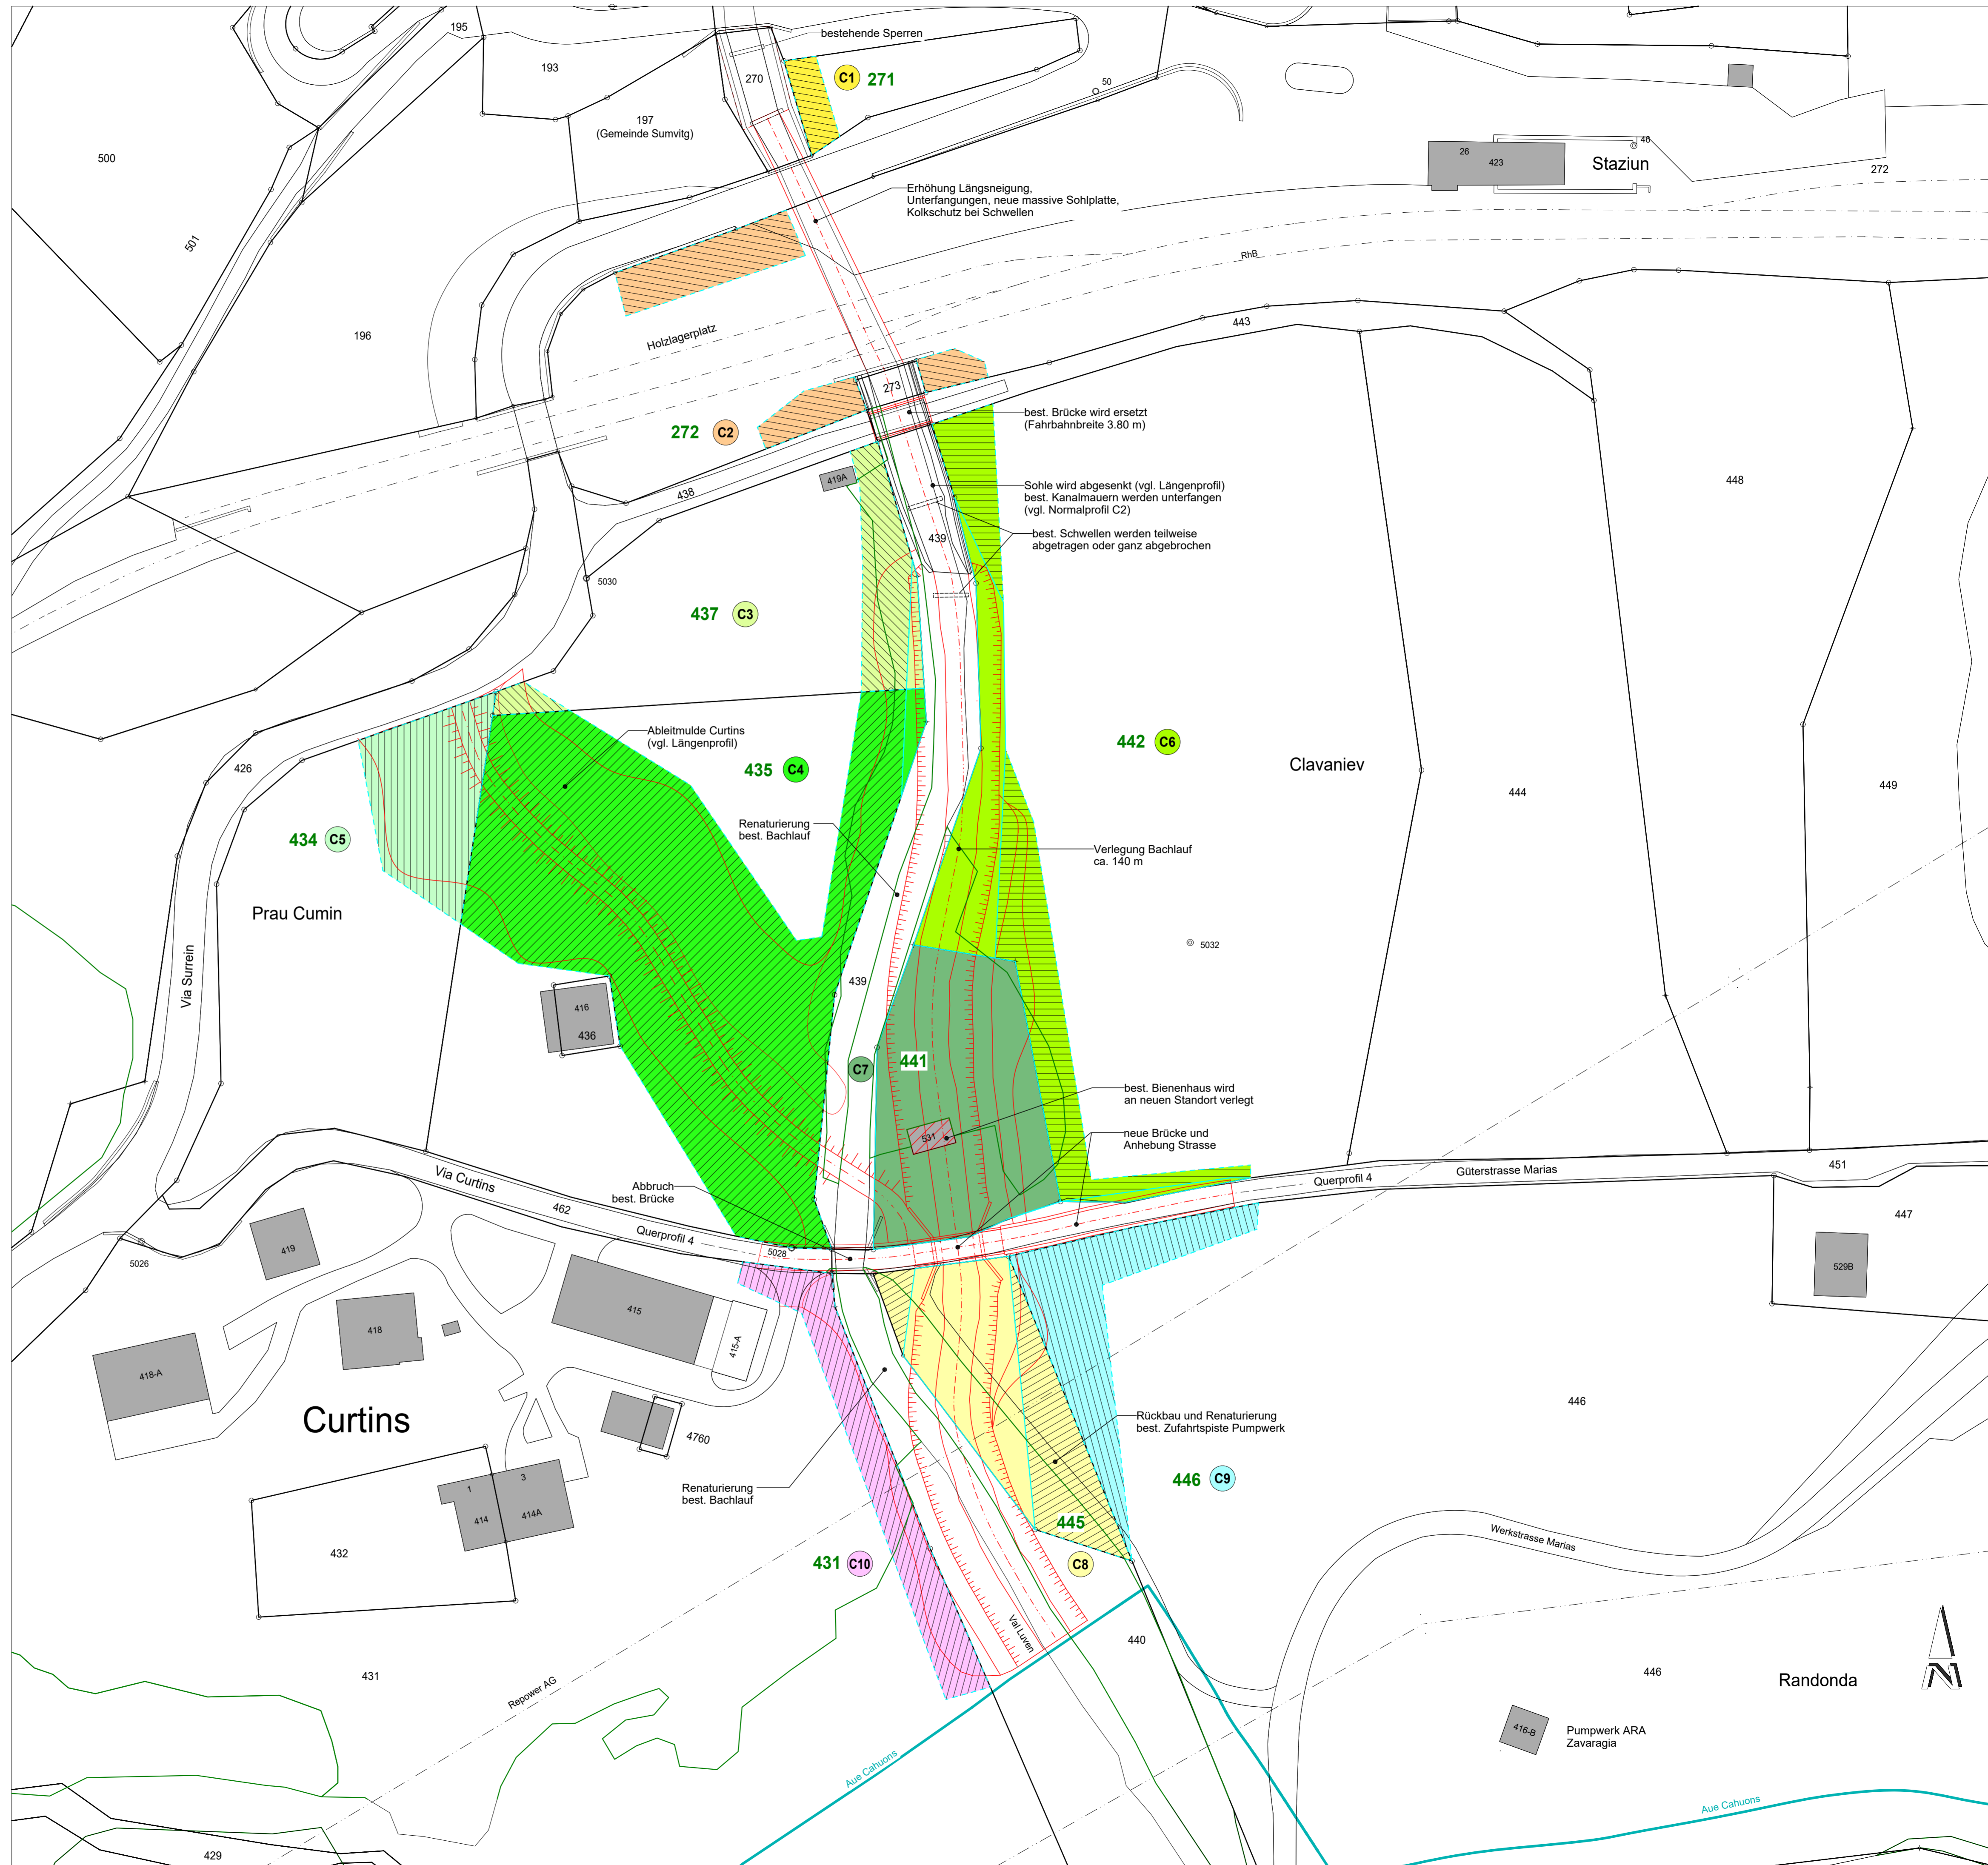 195
193
bestehende Sperren
270
C1 271
50
197
(Gemeinde Sumvitg)
500
46
26
423
Staziun
272
Erhöhung Längsneigung,
Unterfangungen, neue massive Sohlplatte,
Kolkschutz bei Schwellen
501
RhB
196
Holzlagerplatz
443
273
best. Brücke wird ersetzt
(Fahrbahnbreite 3.80 m)
272 C2
419A
438
Sohle wird abgesenkt (vgl. Längenprofil)
best. Kanalmauern werden unterfangen
(vgl. Normalprofil C2)
448
439
best. Schwellen werden teilweise
abgetragen oder ganz abgebrochen
5030
437 C3
Ableitmulde Curtins
(vgl. Längenprofil)
426
435 C4
442 C6
Clavaniev
444
449
434 C5
Renaturierung
best. Bachlauf
Verlegung Bachlauf
ca. 140 m
Prau Cumin
5032
Via Surrein
439
416
436
C7
441
best. Bienenhaus wird
an neuen Standort verlegt
531
neue Brücke und
Anhebung Strasse
Via Curtins
462
Abbruch
best. Brücke
Querprofil 4
Güterstrasse Marias
451
Querprofil 4
5028
447
419
5026
529B
415
415-A
418
418-A
446
Curtins
4760
Rückbau und Renaturierung
best. Zufahrtspiste Pumpwerk
446 C9
Renaturierung
best. Bachlauf
1
3
414
414A
432
445
C8
431 C10
Werkstrasse Marias
Val Luven
440
431
446
Randonda
Repower AG
416-B
Pumpwerk ARA
Zavaragia
Aue Cahuons
Aue Cahuons
429
N